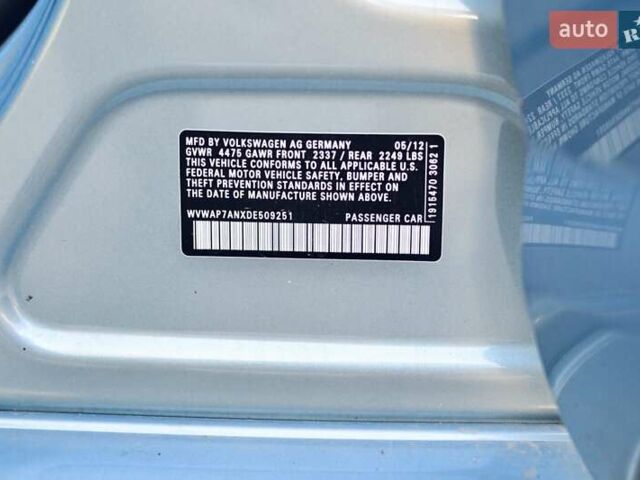 MFD BY VOLKSWAGEN AG GERMANY 05/12
GVWR 4475 GAWR FRONT 2337 / REAR 2249 LBS
THIS VEHICLE CONFORMS TO ALL APPLICABLE U.S.
FEDERAL MOTOR VEHICLE SAFETY, BUMPER AND
THEFT PREVENTION STANDARDS IN EFFECT ON
THE DATE OF MANUFACTURE SHOWN ABOVE.
WVWAP7ANXDE509251 PASSENGER CAR
1915470 30621
auto